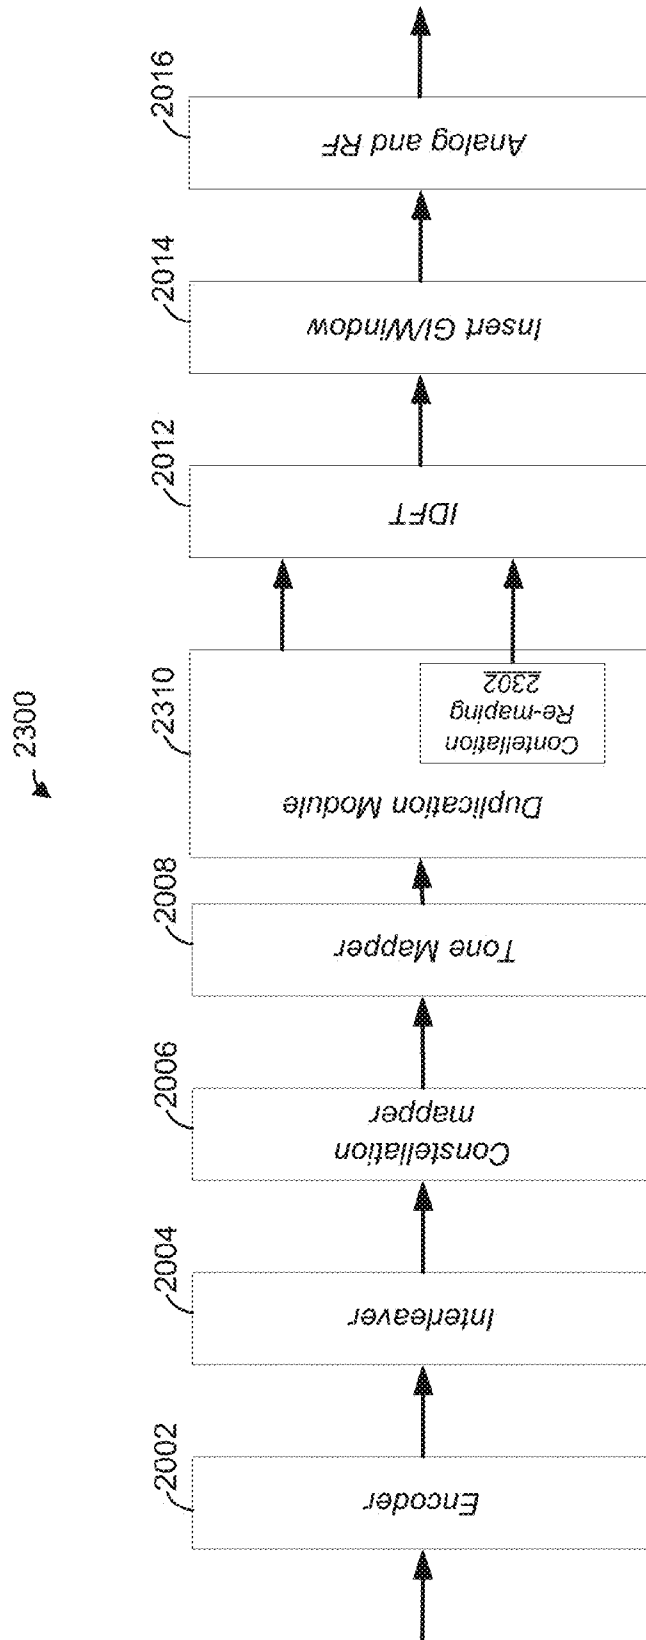 2300
2002
Encoder
2004
Interleaver
2006
Constellation
mapper
2008
Tone Mapper
2310
Duplication Module
Contellation
Re-maping
2302
2012
IDFT
2014
Insert GI/Window
2016
Analog and RF